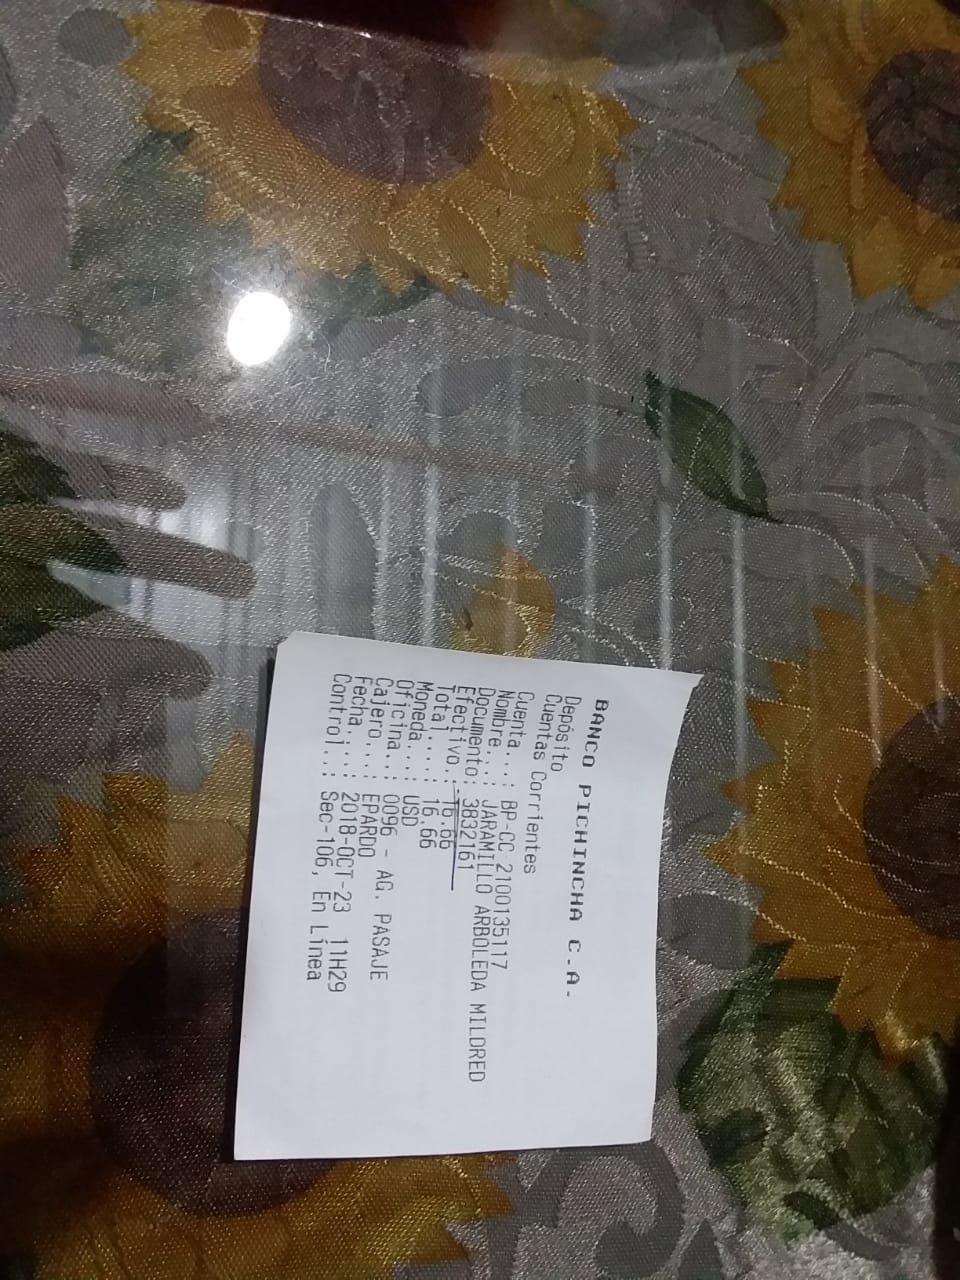 BANCO PICHINCHA C.A.
Depósito
Cuentas Corrientes
Cuenta...: BP-CC 2100135117
Nombre...: JARAMILLO ARBOLEDA MILDRED
Documento: 3832161
Efectivo.: 16.66
Total....: 16.66
Moneda...: USD
Oficina..: 0096 - AG. PASAJE
Cajero...: EPARDO
Fecha....: 2018-OCT-23 11H29
Control..: Sec-106, En Línea